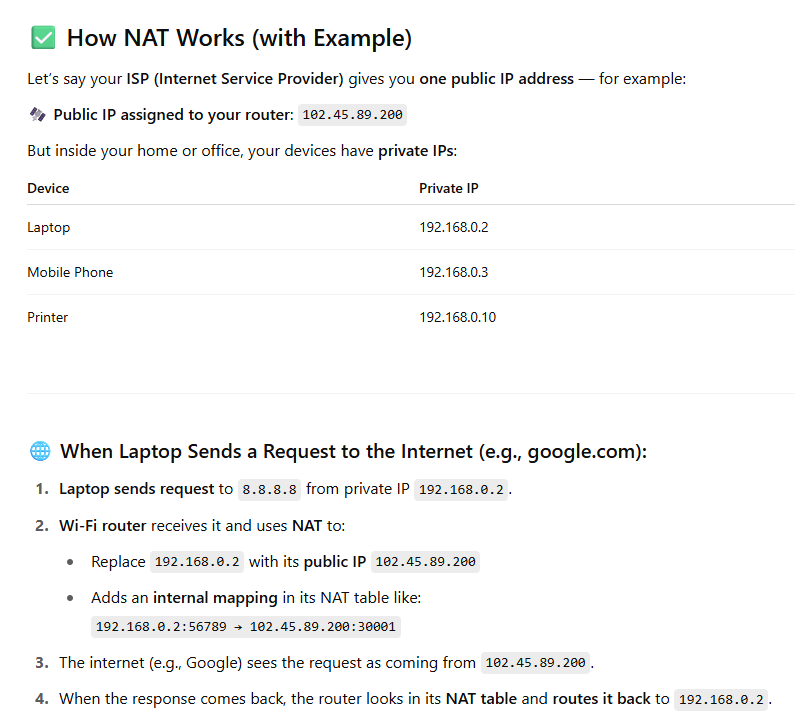 ✅ How NAT Works (with Example)
Let’s say your ISP (Internet Service Provider) gives you one public IP address — for example:
🛰️ Public IP assigned to your router: 102.45.89.200
But inside your home or office, your devices have private IPs:
Device Private IP
Laptop 192.168.0.2
Mobile Phone 192.168.0.3
Printer 192.168.0.10
🌐 When Laptop Sends a Request to the Internet (e.g., google.com):
1. Laptop sends request to 8.8.8.8 from private IP 192.168.0.2.
2. Wi-Fi router receives it and uses NAT to:
• Replace 192.168.0.2 with its public IP 102.45.89.200
• Adds an internal mapping in its NAT table like:
192.168.0.2:56789 → 102.45.89.200:30001
3. The internet (e.g., Google) sees the request as coming from 102.45.89.200.
4. When the response comes back, the router looks in its NAT table and routes it back to 192.168.0.2.